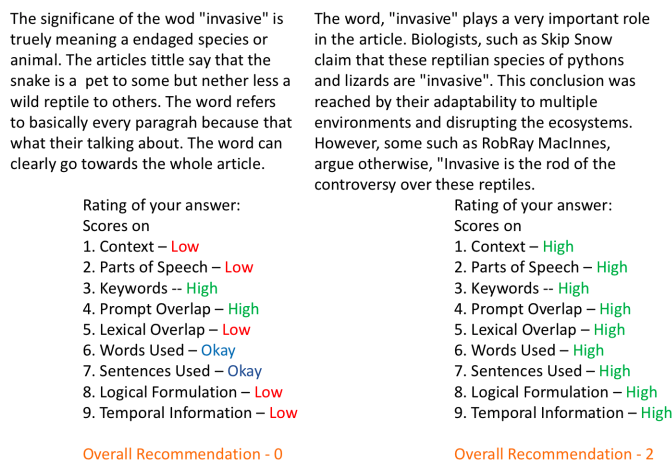 The significane of the wod "invasive" is
truely meaning a endaged species or
animal. The articles tittle say that the
snake is a  pet to some but nether less a
wild reptile to others. The word refers
to basically every paragrah because that
what their talking about. The word can
clearly go towards the whole article.
Rating of your answer:
Scores on
1. Context – Low
2. Parts of Speech – Low
3. Keywords -- High
4. Prompt Overlap – High
5. Lexical Overlap – Low
6. Words Used – Okay
7. Sentences Used – Okay
8. Logical Formulation – Low
9. Temporal Information – Low
Overall Recommendation - 0
The word, "invasive" plays a very important role
in the article. Biologists, such as Skip Snow
claim that these reptilian species of pythons
and lizards are "invasive". This conclusion was
reached by their adaptability to multiple
environments and disrupting the ecosystems.
However, some such as RobRay MacInnes,
argue otherwise, "Invasive is the rod of the
controversy over these reptiles.
Rating of your answer:
Scores on
1. Context – High
2. Parts of Speech – High
3. Keywords -- High
4. Prompt Overlap – High
5. Lexical Overlap – High
6. Words Used – High
7. Sentences Used – High
8. Logical Formulation – High
9. Temporal Information – High
Overall Recommendation - 2